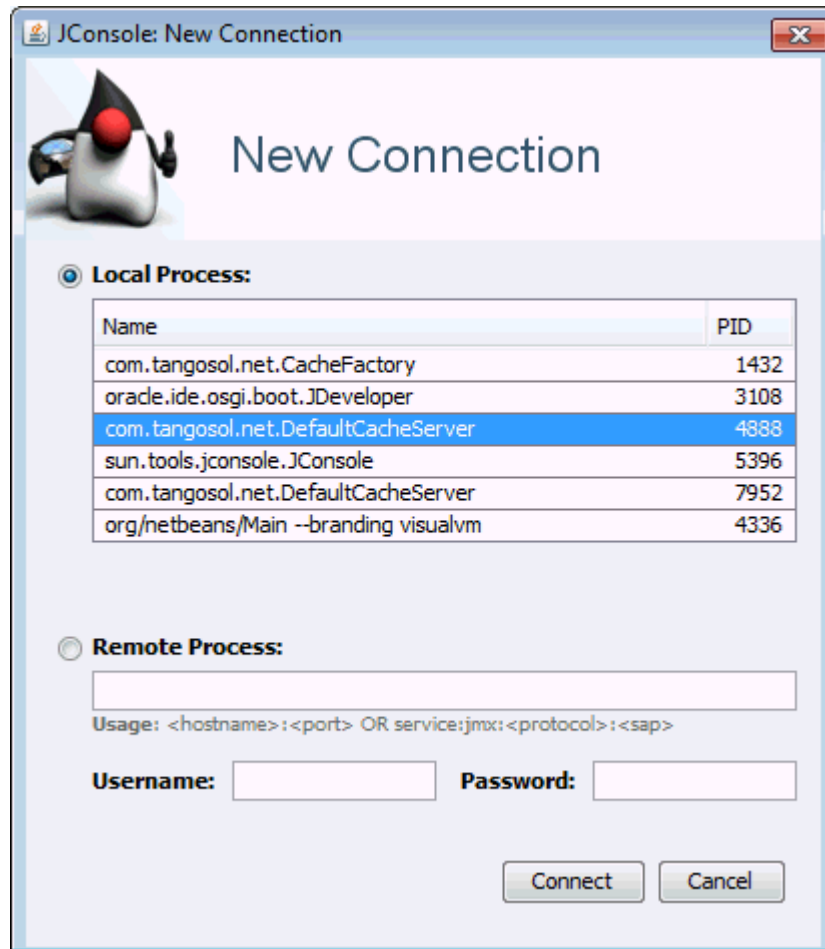 JConsole: New Connection
New Connection
Local Process:
Name PID
com.tangosol.net.CacheFactory 1432
oracle.ide.osgi.boot.JDeveloper 3108
com.tangosol.net.DefaultCacheServer 4888
sun.tools.jconsole.JConsole 5396
com.tangosol.net.DefaultCacheServer 7952
org/netbeans/Main --branding visualvm 4336
Remote Process:
Usage: <hostname>:<port> OR service:jmx:<protocol>:<sap>
Username: Password:
Connect Cancel